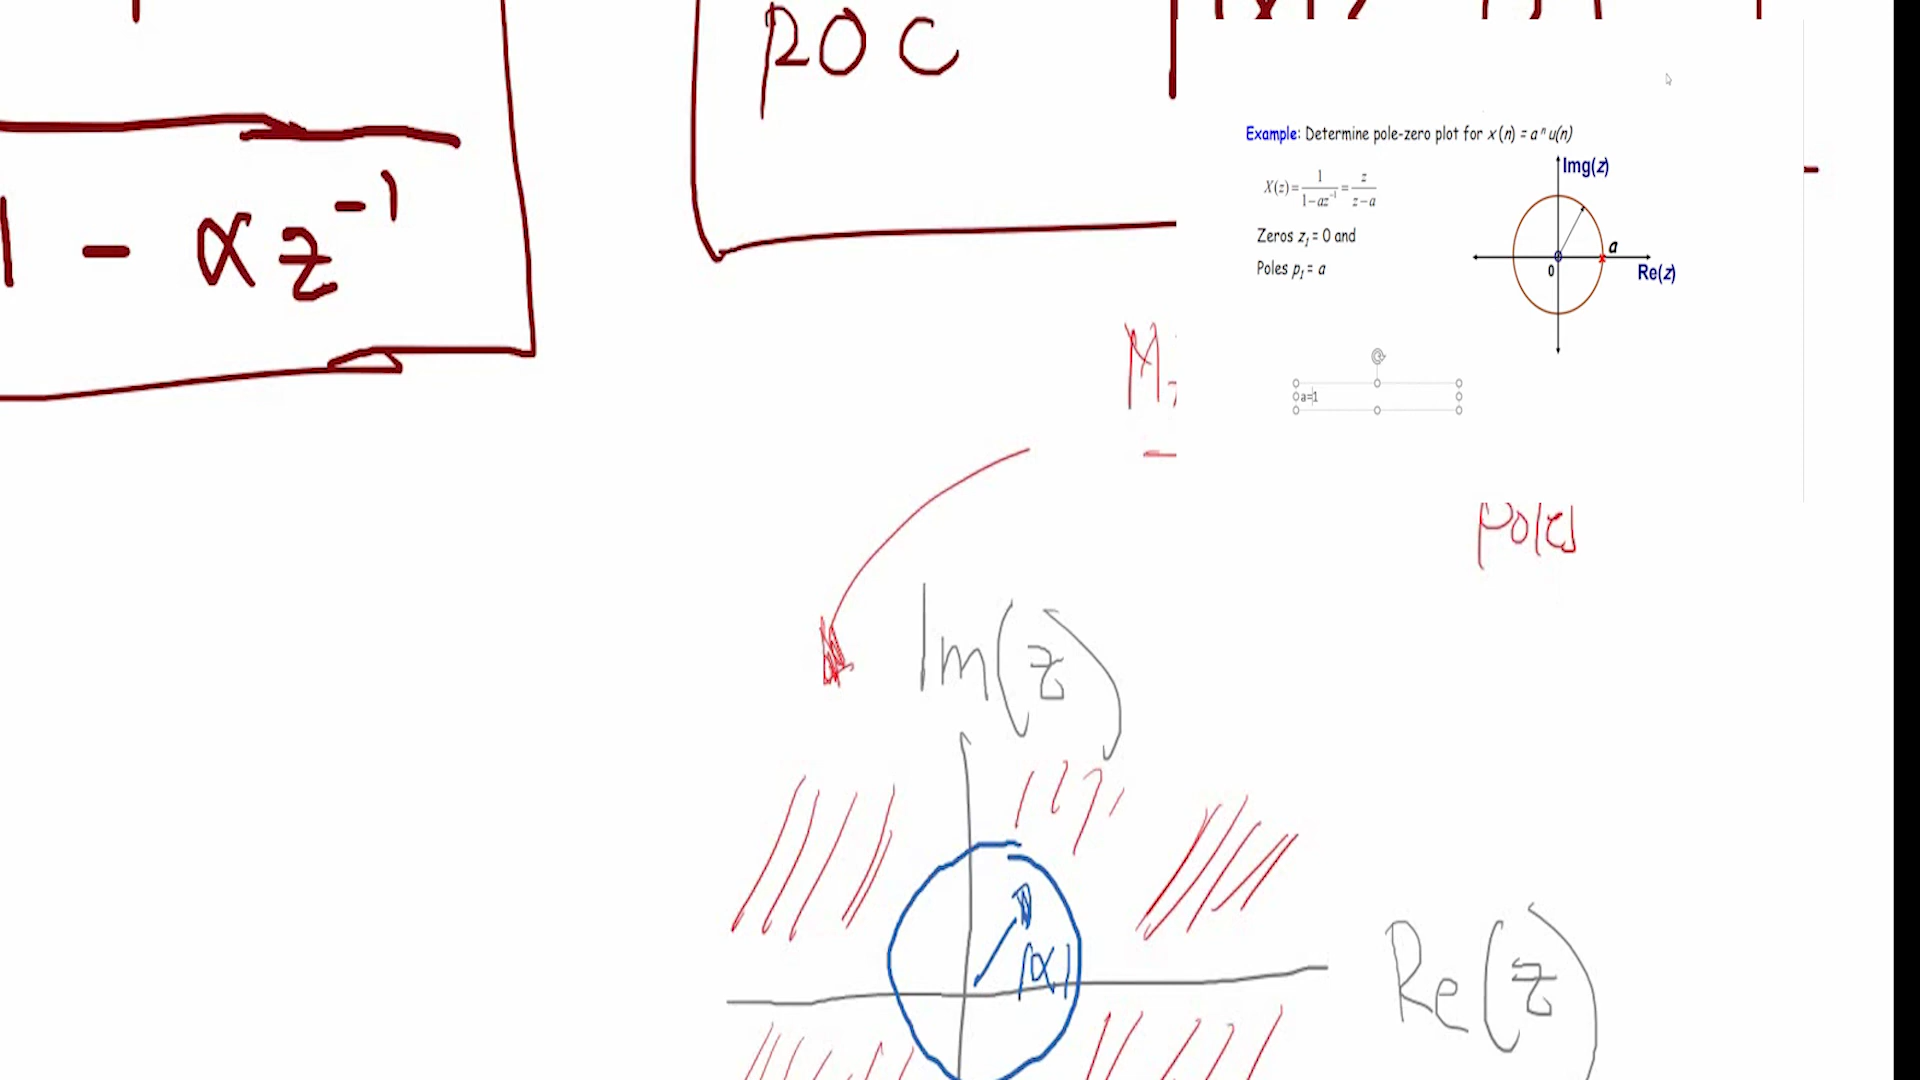 ROC
1 - αz⁻¹
Example: Determine pole-zero plot for x(n) = aⁿ u(n)
Img(z)
X(z) = 1/(1-az⁻¹) = z/(z-a)
Zeros z₁ = 0 and
a
0
Re(z)
Poles p₁ = a
a=1
poles
Im(z)
|α|
Re(z)